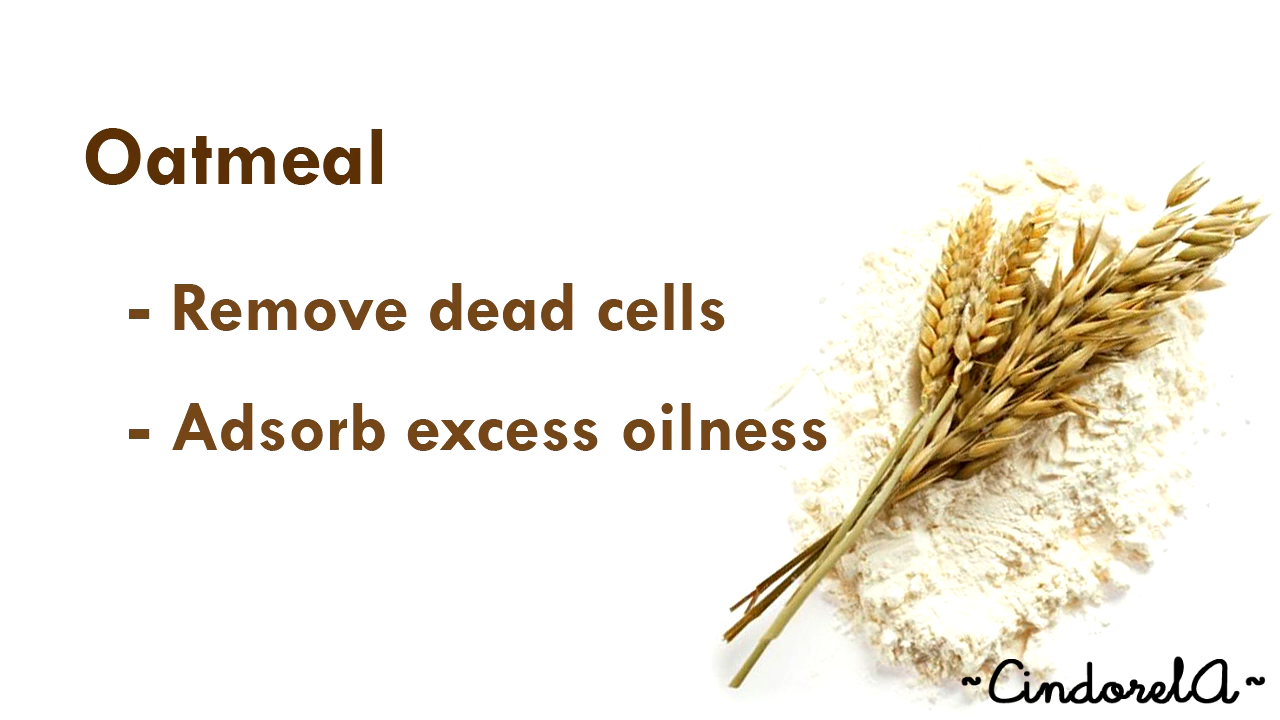 Oatmeal
- Remove dead cells
- Adsorb excess oilness
~CindorelA~